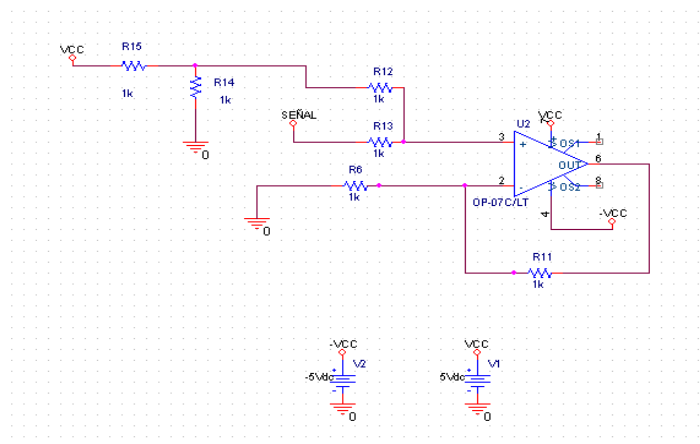 VCC
R15
1k
R14
1k
0
R12
1k
SEÑAL
R13
1k
R6
1k
0
U2
VCC
3
+
2
-
OS1
1
OUT
6
OS2
8
4
OP-07C/LT
-VCC
R11
1k
-VCC
V2
+
-5Vdc
-
0
VCC
V1
+
5Vdc
-
0